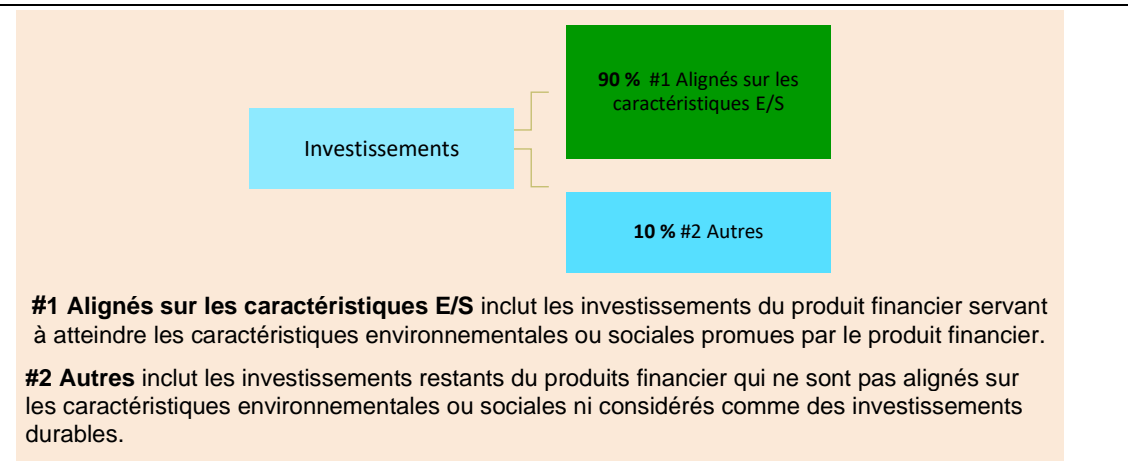 90 % #1 Alignés sur les
caractéristiques E/S
Investissements
10 % #2 Autres
#1 Alignés sur les caractéristiques E/S inclut les investissements du produit financier servant
à atteindre les caractéristiques environnementales ou sociales promues par le produit financier.
#2 Autres inclut les investissements restants du produits financier qui ne sont pas alignés sur
les caractéristiques environnementales ou sociales ni considérés comme des investissements
durables.